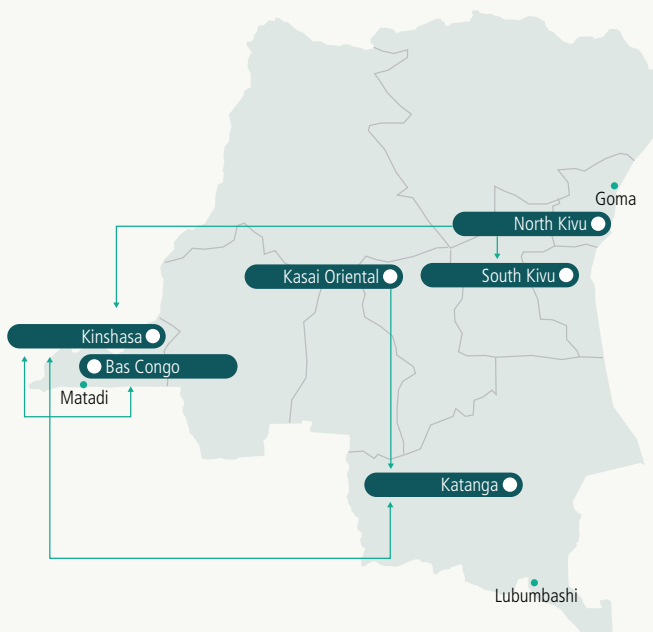 Goma
North Kivu
Kasai Oriental
South Kivu
Kinshasa
Bas Congo
Matadi
Katanga
Lubumbashi